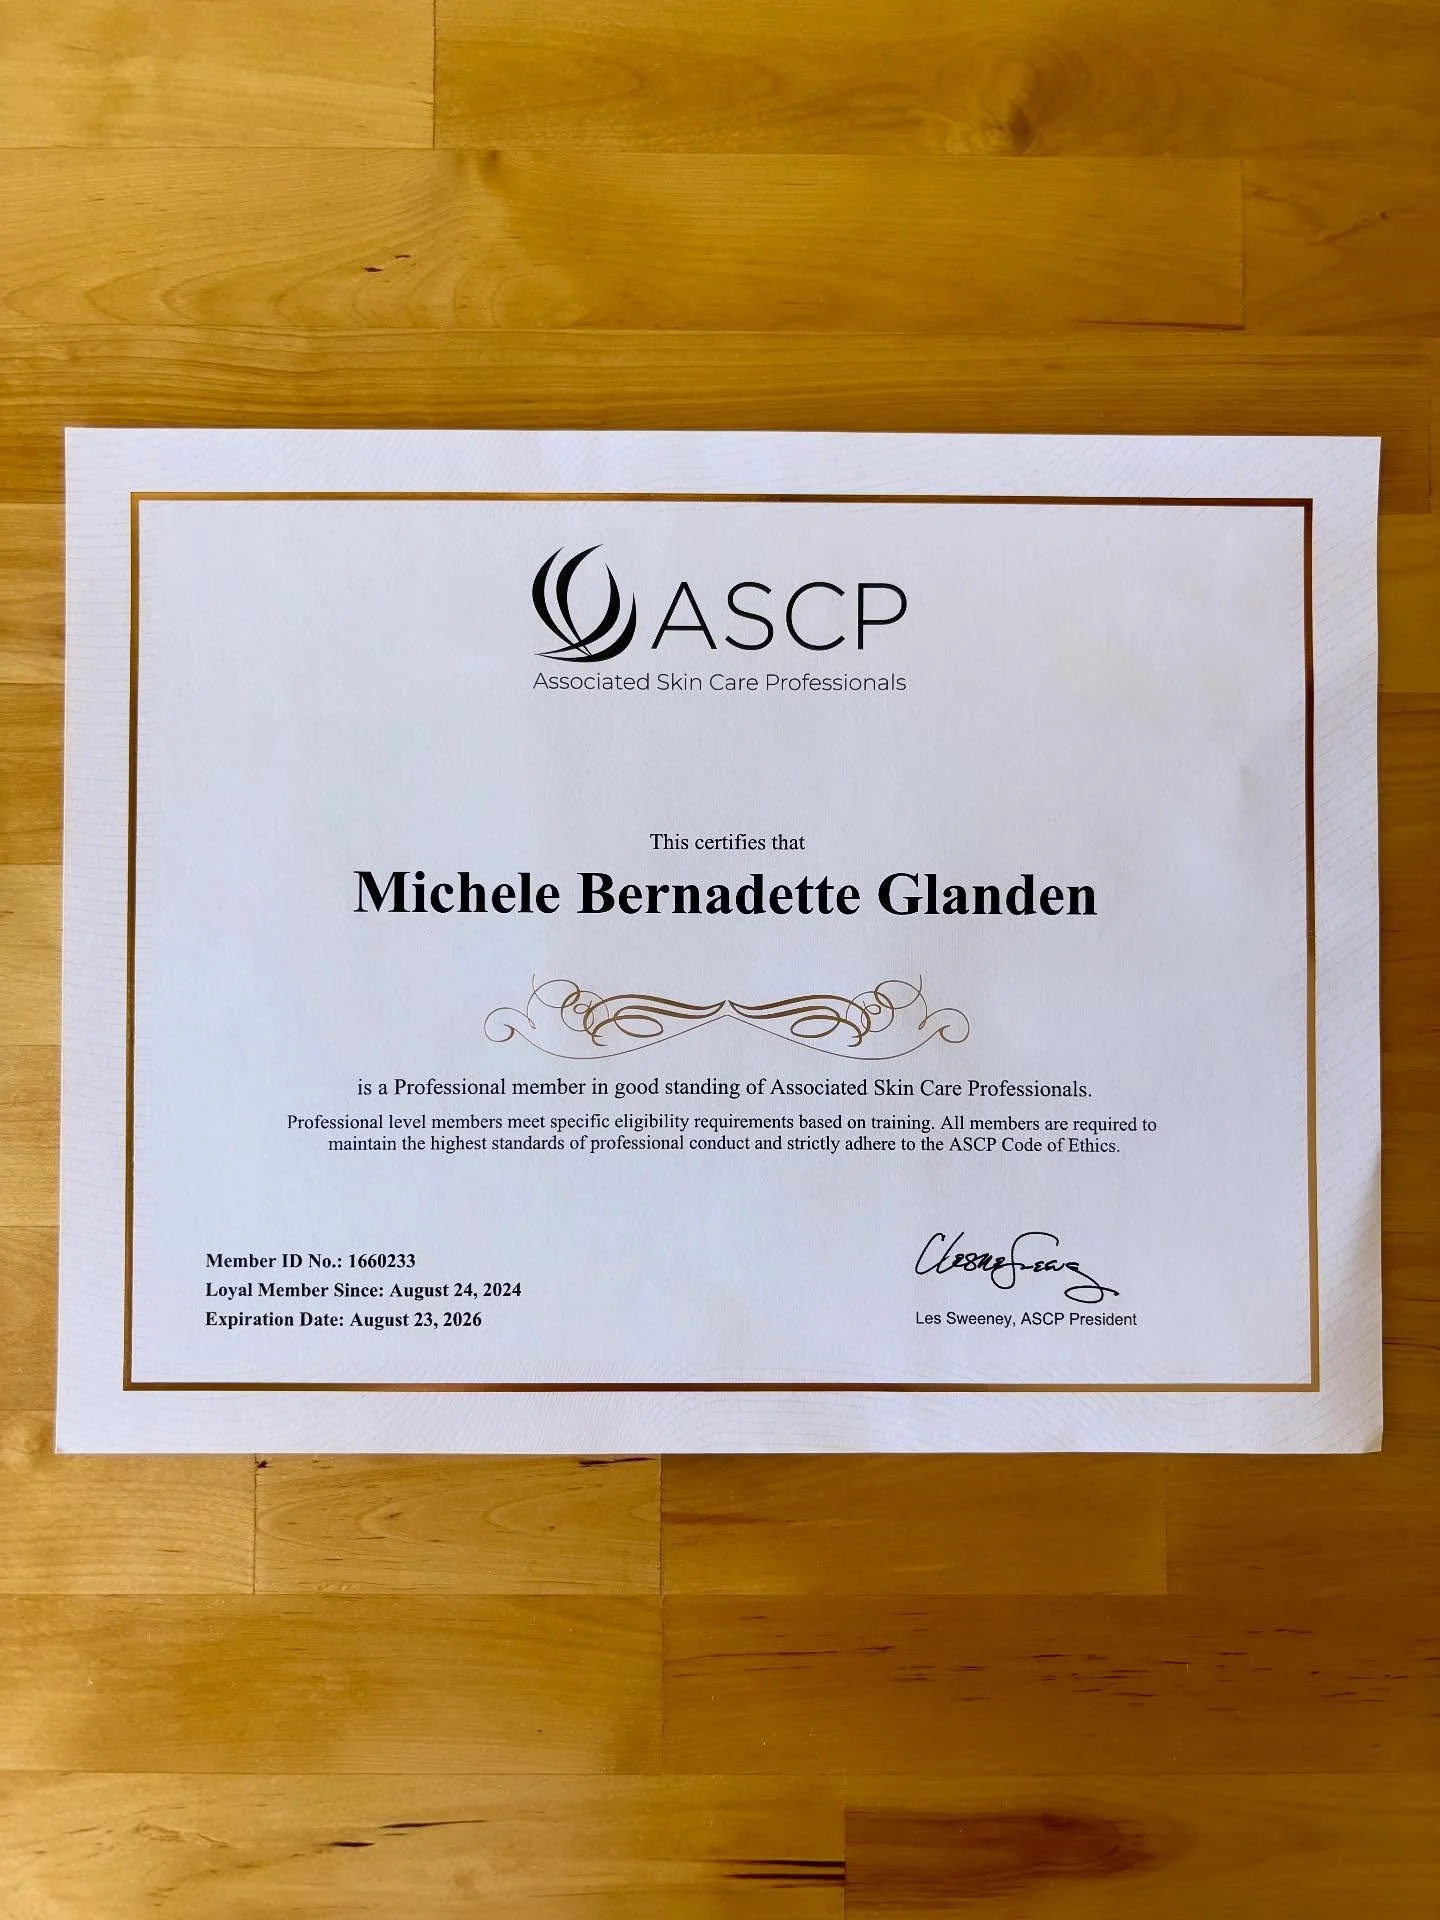 ASCP
Associated Skin Care Professionals
This certifies that
Michele Bernadette Glanden
is a Professional member in good standing of Associated Skin Care Professionals.
Professional level members meet specific eligibility requirements based on training. All members are required to
maintain the highest standards of professional conduct and strictly adhere to the ASCP Code of Ethics.
Member ID No.: 1660233
Loyal Member Since: August 24, 2024
Expiration Date: August 23, 2026
Les Sweeney, ASCP President